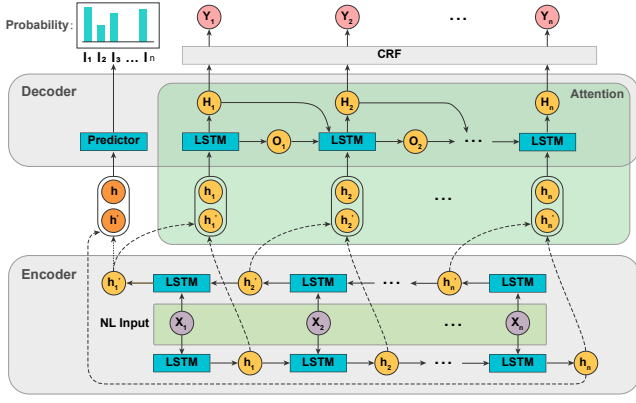 Probability:
Y1 Y2 ... Yn
I1 I2 I3 ... In
CRF
Decoder
Attention
H1 H2 Hn
Predictor LSTM O1 LSTM O2 ... LSTM
h h1 h2 hn
h' h1' h2' ... hn'
Encoder
h1' LSTM h2' LSTM ... hn' LSTM
NL Input X1 X2 ... Xn
LSTM h1 LSTM h2 ... LSTM hn